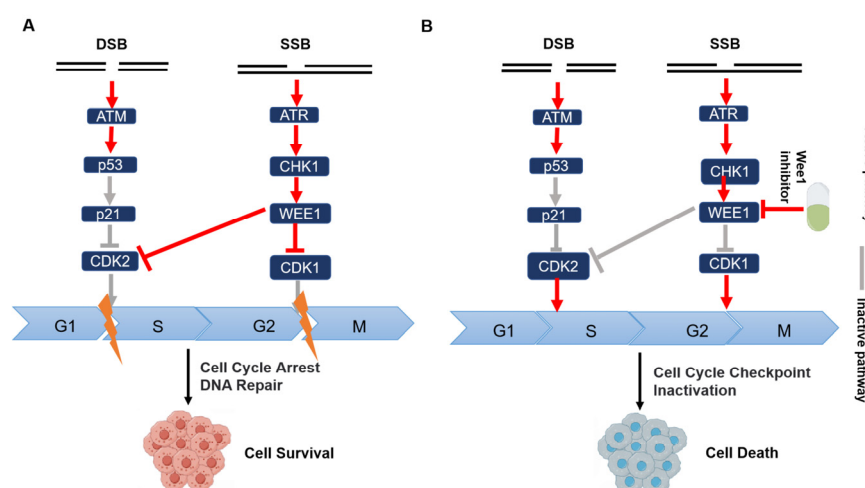 A
DSB
SSB
ATM
ATR
p53
CHK1
p21
WEE1
CDK2
CDK1
G1
S
G2
M
Cell Cycle Arrest
DNA Repair
Cell Survival
B
DSB
SSB
ATM
ATR
p53
CHK1
Wee1
inhibitor
p21
WEE1
CDK2
CDK1
G1
S
G2
M
Cell Cycle Checkpoint
Inactivation
Cell Death
Inactive pathway